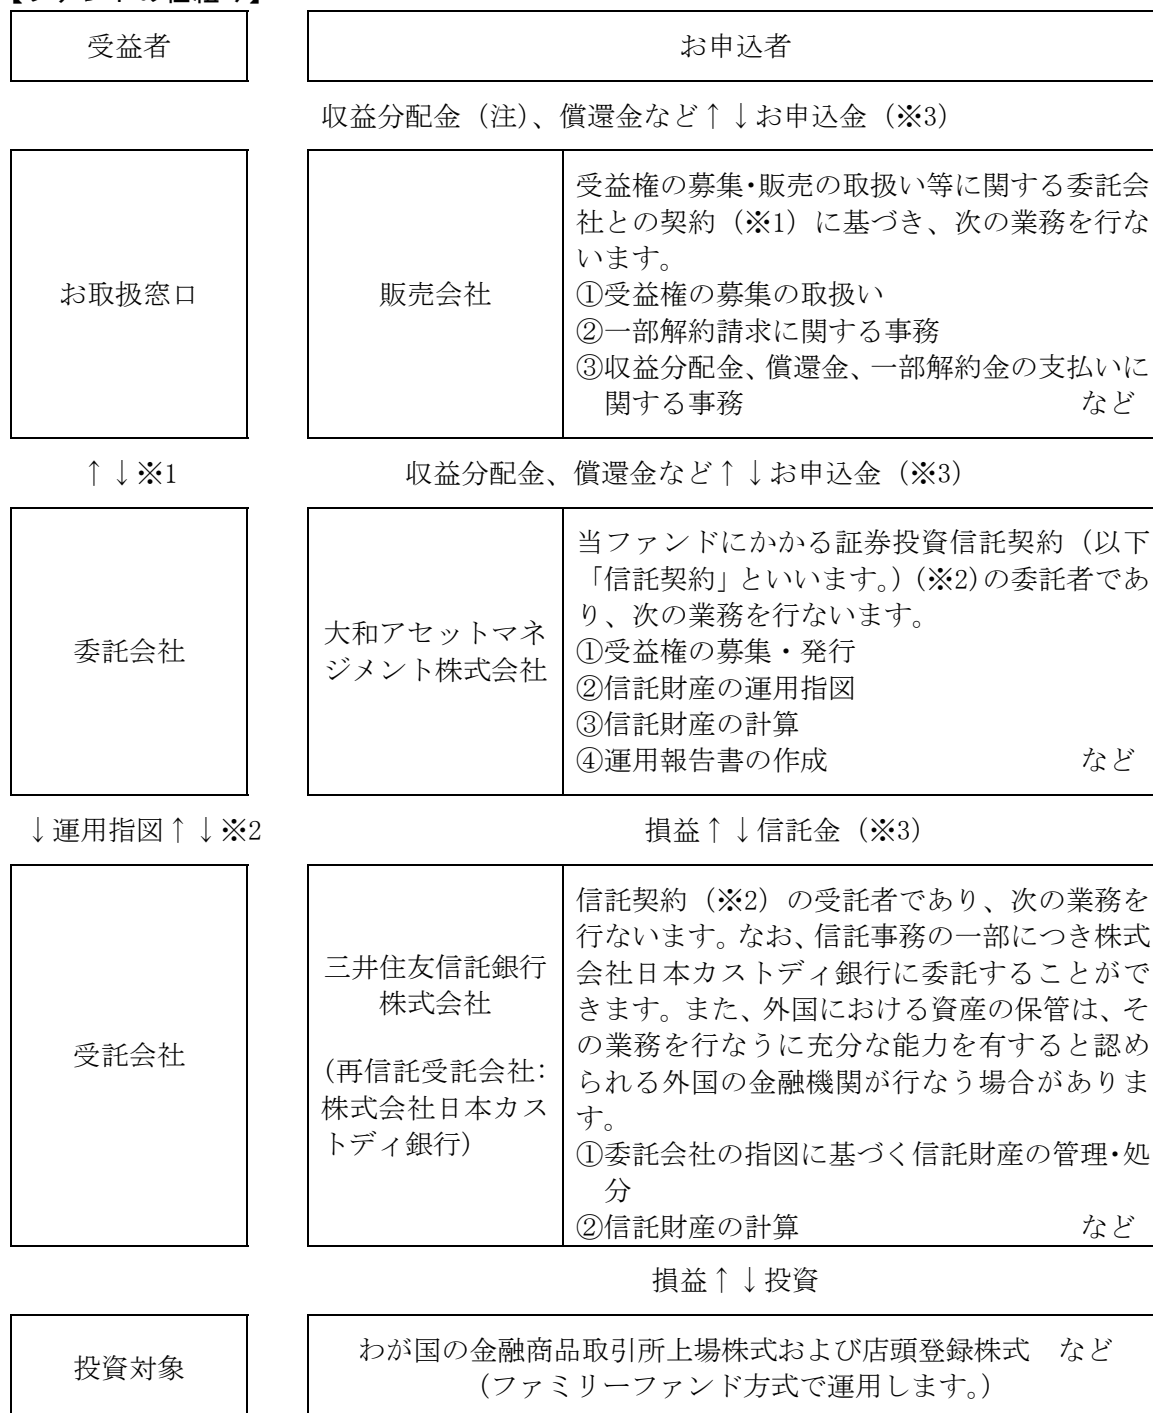 受益者
お申込者
収益分配金（注）、償還金など↑↓お申込金（※3）
お取扱窓口
販売会社
受益権の募集・販売の取扱い等に関する委託会
社との契約（※1）に基づき、次の業務を行な
います。
①受益権の募集の取扱い
②一部解約請求に関する事務
③収益分配金、償還金、一部解約金の支払いに
関する事務 など
↑↓※1
収益分配金、償還金など↑↓お申込金（※3）
委託会社
大和アセットマネ
ジメント株式会社
当ファンドにかかる証券投資信託契約（以下
「信託契約」といいます。）（※2）の委託者であ
り、次の業務を行ないます。
①受益権の募集・発行
②信託財産の運用指図
③信託財産の計算
④運用報告書の作成 など
↓運用指図↑↓※2
損益↑↓信託金（※3）
受託会社
三井住友信託銀行
株式会社
（再信託受託会社：
株式会社日本カス
トディ銀行）
信託契約（※2）の受託者であり、次の業務を
行ないます。なお、信託事務の一部につき株式
会社日本カストディ銀行に委託することがで
きます。また、外国における資産の保管は、そ
の業務を行なうに充分な能力を有すると認め
られる外国の金融機関が行なう場合がありま
す。
①委託会社の指図に基づく信託財産の管理・処
分
②信託財産の計算 など
損益↑↓投資
投資対象
わが国の金融商品取引所上場株式および店頭登録株式　など
（ファミリーファンド方式で運用します。）